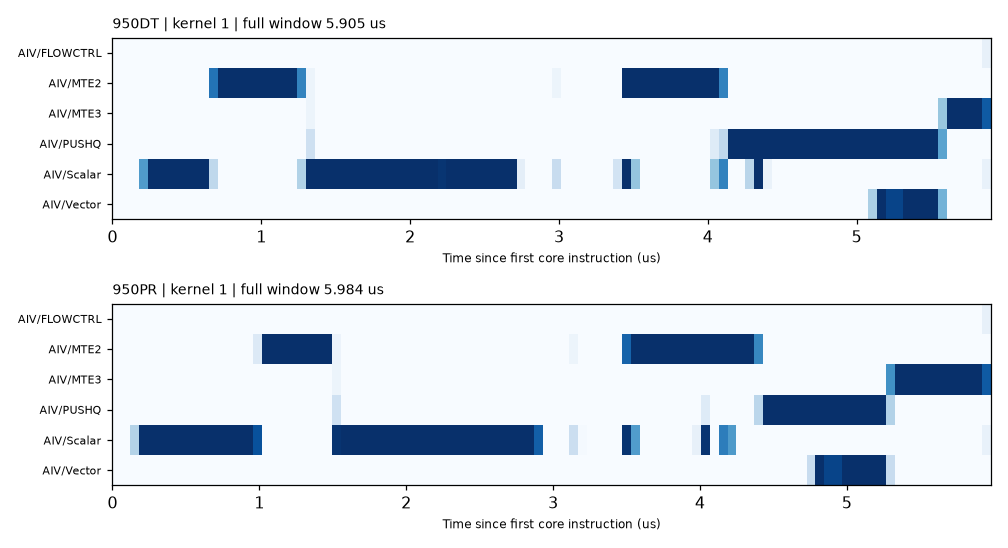 950DT | kernel 1 | full window 5.905 us
AIV/FLOWCTRL
AIV/MTE2
AIV/MTE3
AIV/PUSHQ
AIV/Scalar
AIV/Vector
0 1 2 3 4 5
Time since first core instruction (us)
950PR | kernel 1 | full window 5.984 us
AIV/FLOWCTRL
AIV/MTE2
AIV/MTE3
AIV/PUSHQ
AIV/Scalar
AIV/Vector
0 1 2 3 4 5
Time since first core instruction (us)